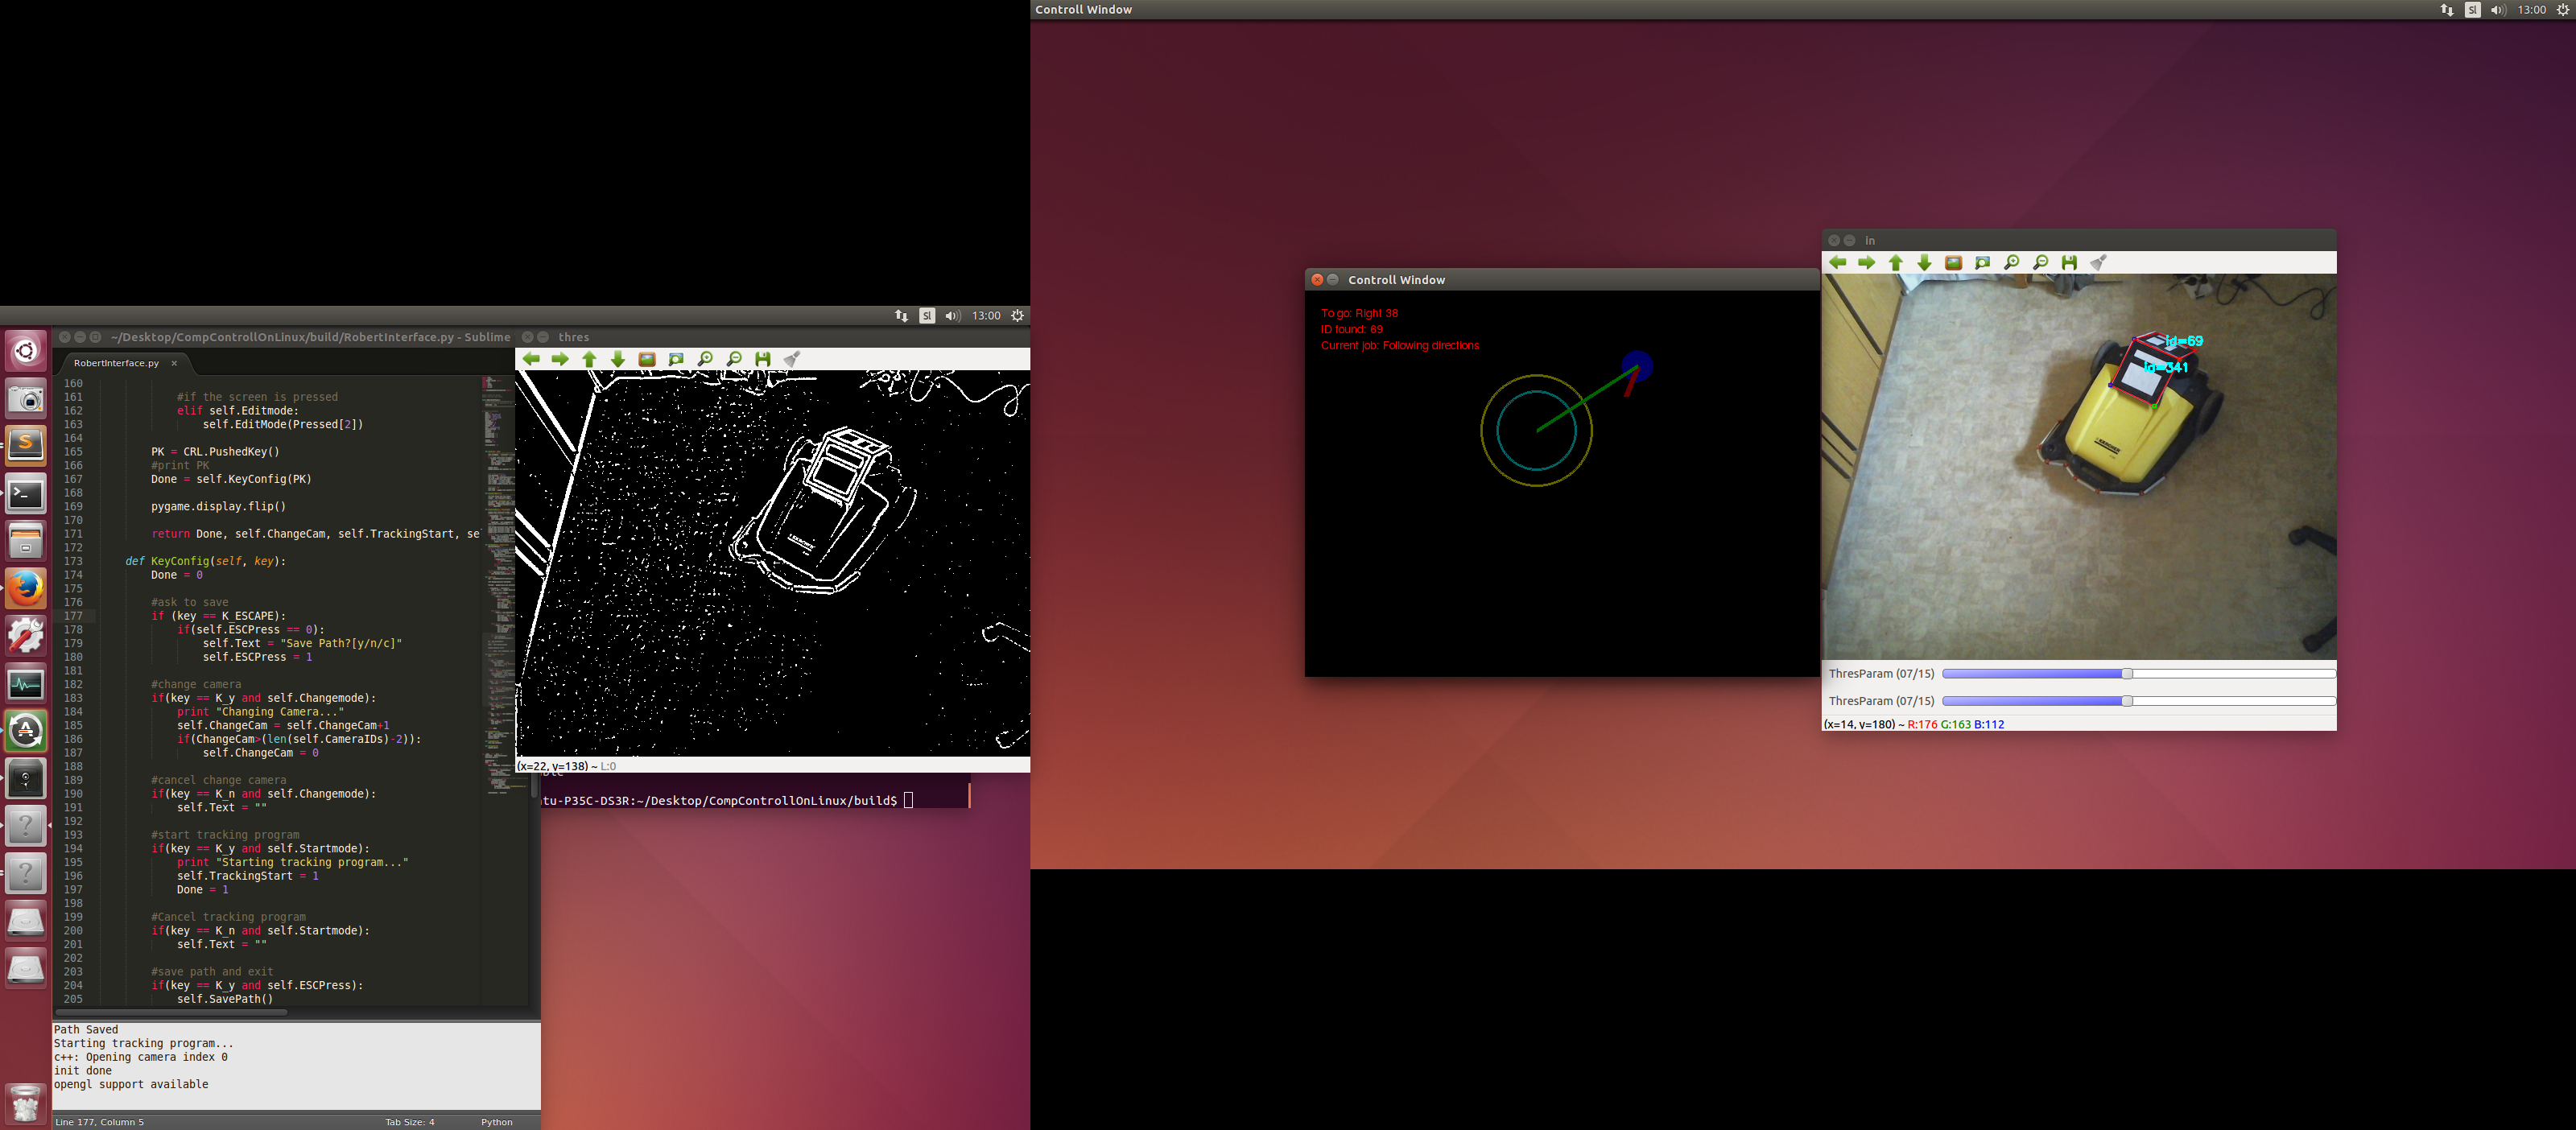 Controll Window
Sl
13:00
Sl
13:00
~/Desktop/CompControllOnLinux/build/RobertInterface.py - Sublime
RobertInterface.py ×
160
161 #if the screen is pressed
162 elif self.Editmode:
163 self.EditMode(Pressed[2])
164
165 PK = CRL.PushedKey()
166 #print PK
167 Done = self.KeyConfig(PK)
168
169 pygame.display.flip()
170
171 return Done, self.ChangeCam, self.TrackingStart, se
172
173 def KeyConfig(self, key):
174 Done = 0
175
176 #ask to save
177 if (key == K_ESCAPE):
178 if(self.ESCPress == 0):
179 self.Text = "Save Path?[y/n/c]"
180 self.ESCPress = 1
181
182 #change camera
183 if(key == K_y and self.Changemode):
184 print "Changing Camera..."
185 self.ChangeCam = self.ChangeCam+1
186 if(ChangeCam>(len(self.CameraIDs)-2)):
187 self.ChangeCam = 0
188
189 #cancel change camera
190 if(key == K_n and self.Changemode):
191 self.Text = ""
192
193 #start tracking program
194 if(key == K_y and self.Startmode):
195 print "Starting tracking program..."
196 self.TrackingStart = 1
197 Done = 1
198
199 #Cancel tracking program
200 if(key == K_n and self.Startmode):
201 self.Text = ""
202
203 #save path and exit
204 if(key == K_y and self.ESCPress):
205 self.SavePath()
Path Saved
Starting tracking program...
c++: Opening camera index 0
init done
opengl support available
Line 177, Column 5
Tab Size: 4
Python
thres
(x=22, y=138) ~ L:0
tu-P35C-DS3R:~/Desktop/CompControllOnLinux/build$
Controll Window
To go: Right 38
ID found: 69
Current job: Following directions
in
id=69
id=341
KÄRCHER
ThresParam (07/15)
ThresParam (07/15)
(x=14, y=180) ~ R:176 G:163 B:112